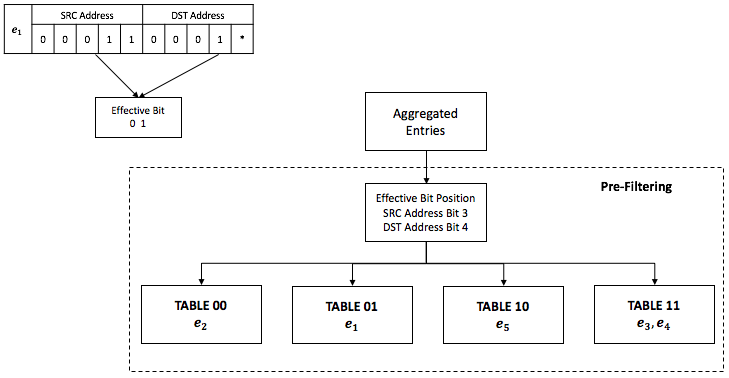 SRC Address DST Address
e₁ 0 0 0 1 1 0 0 0 1 *
Effective Bit
0 1
Aggregated
Entries
Pre-Filtering
Effective Bit Position
SRC Address Bit 3
DST Address Bit 4
TABLE 00
e₂
TABLE 01
e₁
TABLE 10
e₅
TABLE 11
e₃, e₄